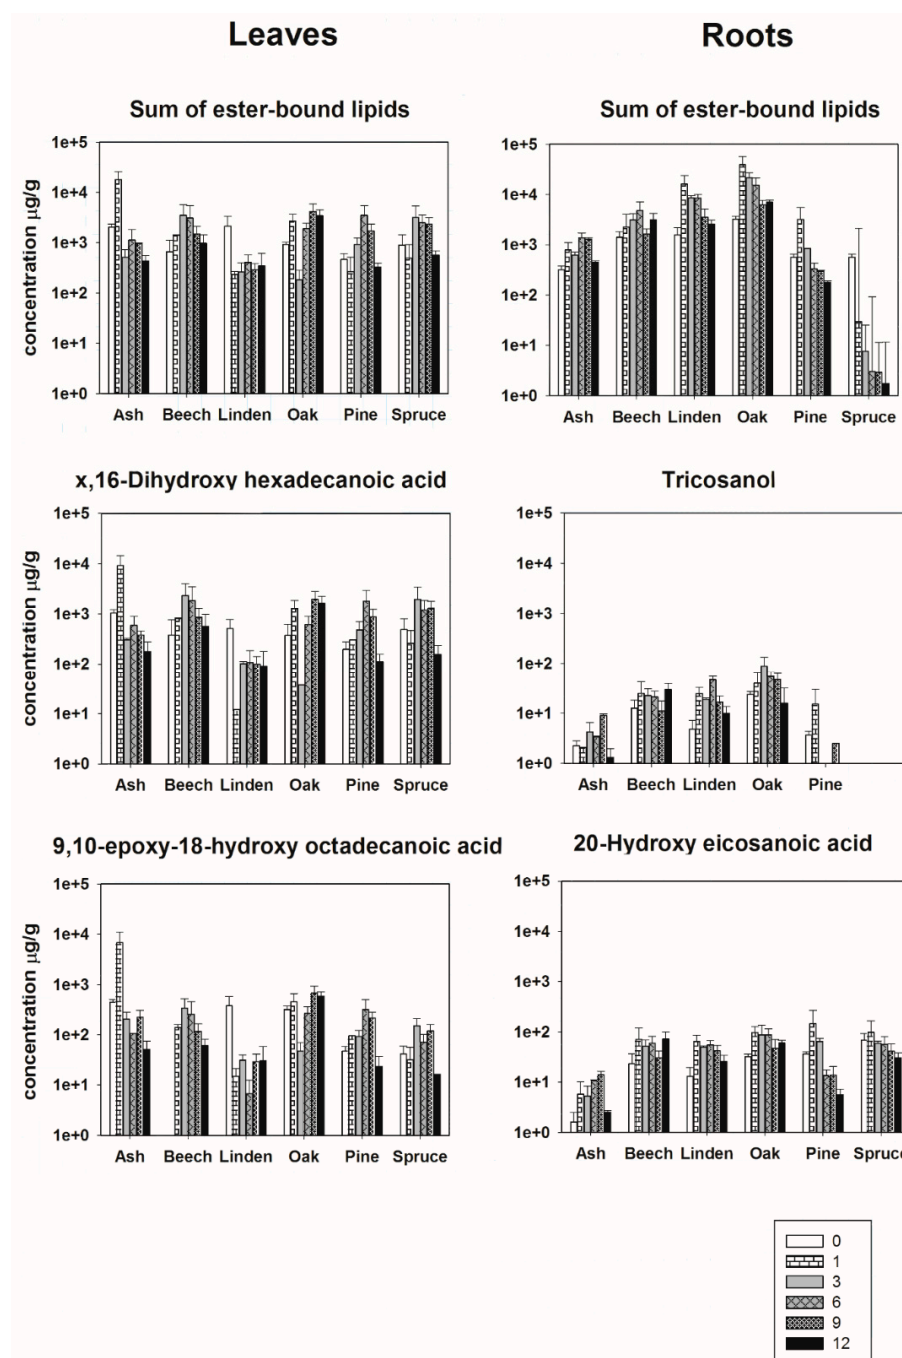 Leaves
Roots
Sum of ester-bound lipids
1e+5
1e+4
1e+3
1e+2
1e+1
1e+0
concentration µg/g
Ash Beech Linden Oak Pine Spruce
Sum of ester-bound lipids
1e+5
1e+4
1e+3
1e+2
1e+1
1e+0
Ash Beech Linden Oak Pine Spruce
x,16-Dihydroxy hexadecanoic acid
1e+5
1e+4
1e+3
1e+2
1e+1
1e+0
concentration µg/g
Ash Beech Linden Oak Pine Spruce
Tricosanol
1e+5
1e+4
1e+3
1e+2
1e+1
1e+0
Ash Beech Linden Oak Pine
9,10-epoxy-18-hydroxy octadecanoic acid
1e+5
1e+4
1e+3
1e+2
1e+1
1e+0
concentration µg/g
Ash Beech Linden Oak Pine Spruce
20-Hydroxy eicosanoic acid
1e+5
1e+4
1e+3
1e+2
1e+1
1e+0
Ash Beech Linden Oak Pine Spruce
0
1
3
6
9
12